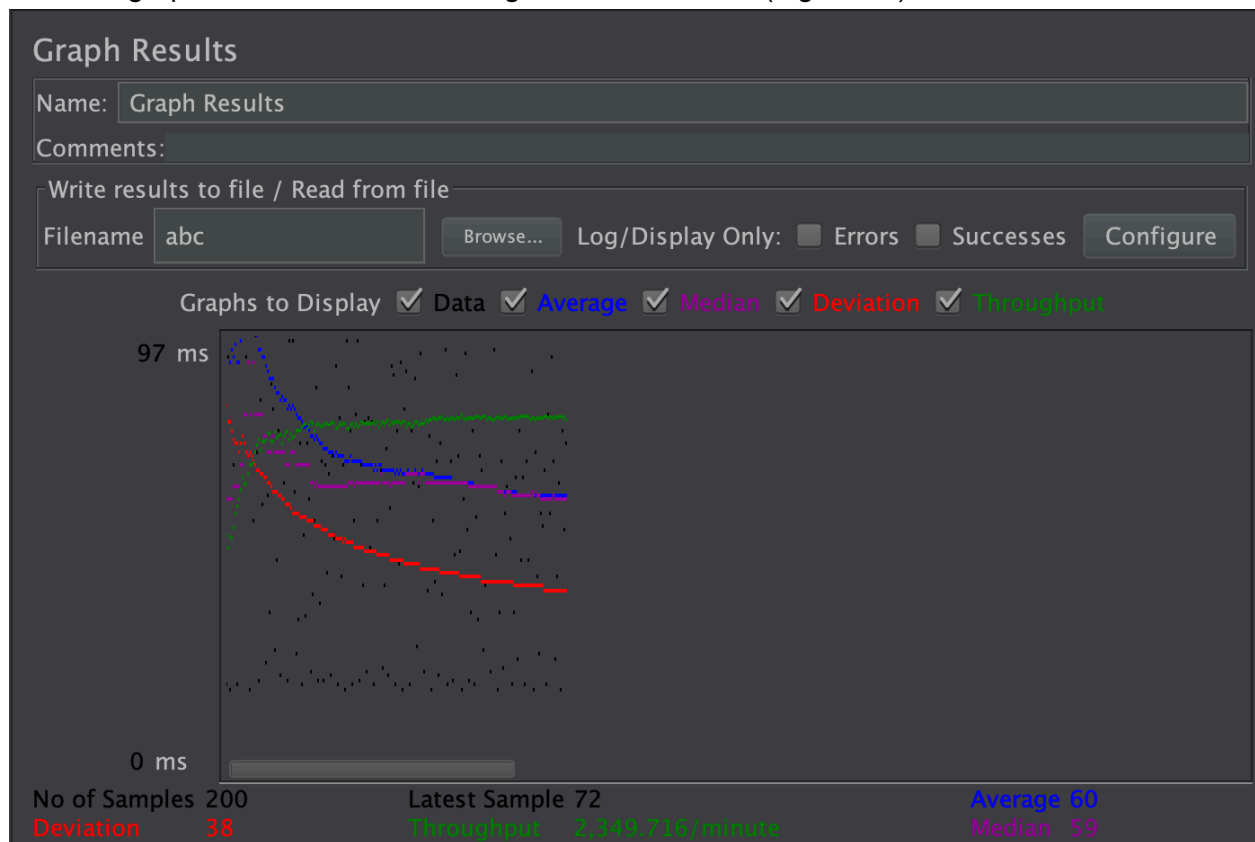 Graph Results
Name: Graph Results
Comments:
Write results to file / Read from file
Filename abc Browse... Log/Display Only: Errors Successes Configure
Graphs to Display Data Average Median Deviation Throughput
97 ms
0 ms
No of Samples 200 Latest Sample 72 Average 60
Deviation 38 Throughput 2,349.716/minute Median 59